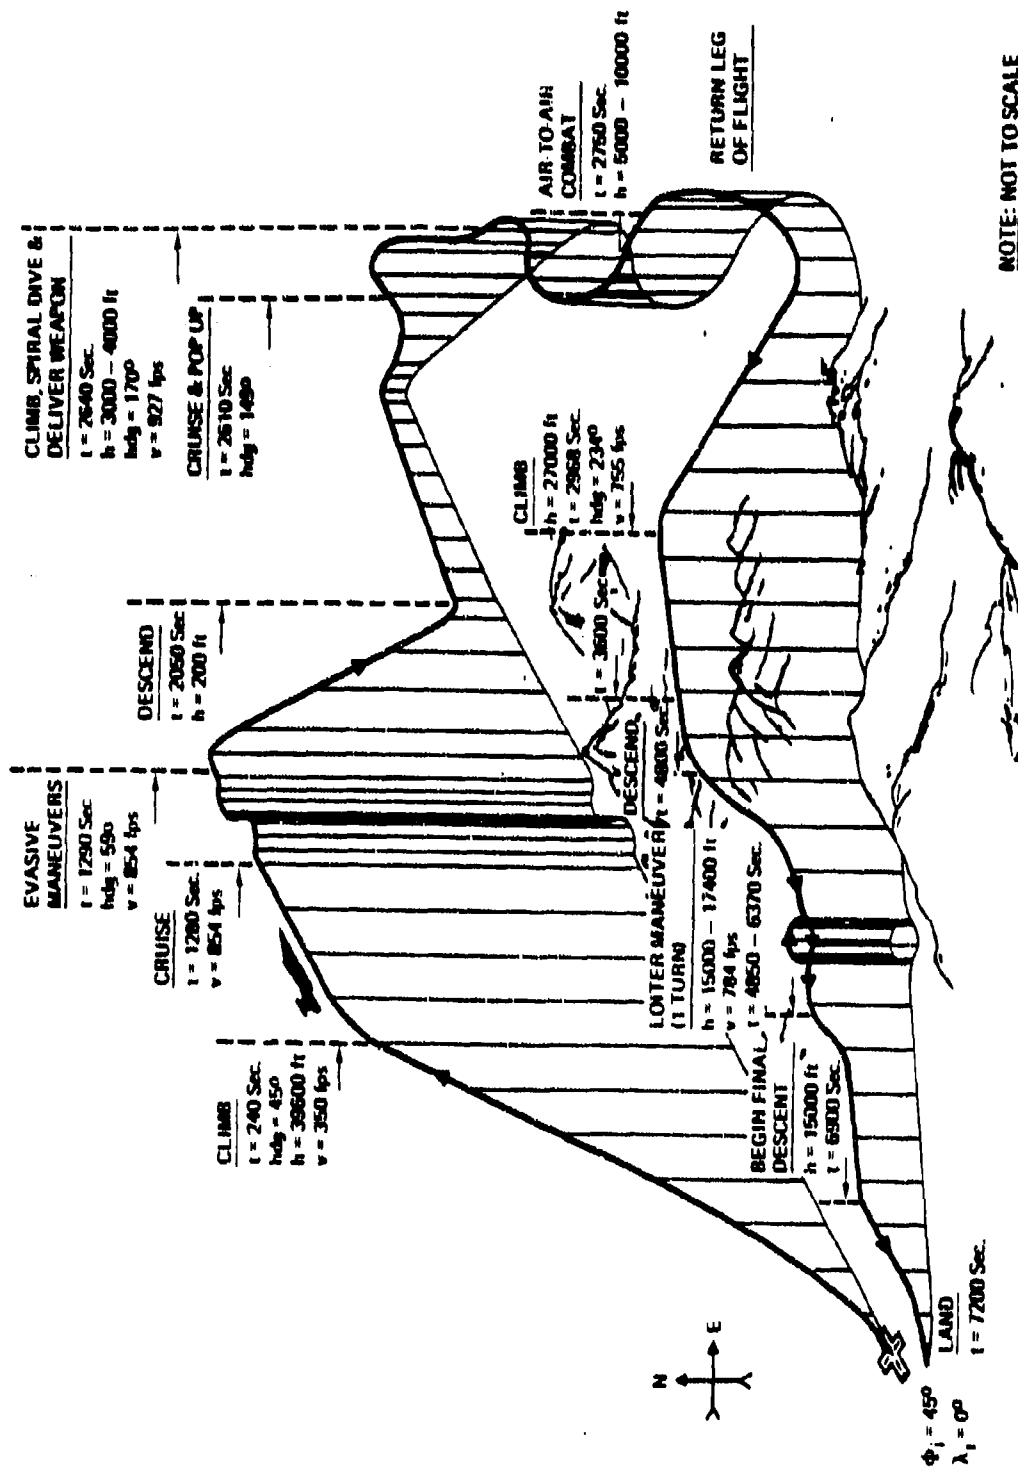 CLIMB, SPIRAL DIVE &
DELIVER WEAPON
t = 2640 Sec.
h = 3000 – 4000 ft
hdg = 170º
v = 927 fps
CRUISE & POP UP
t = 2610 Sec
hdg = 149º
AIR-TO-AIR
COMBAT
t = 2750 Sec.
h = 5000 – 10000 ft
RETURN LEG
OF FLIGHT
DESCEND
t = 2050 Sec
h = 200 ft
CLIMB
h = 27000 ft
t = 2968 Sec.
hdg = 234º
v = 755 fps
t = 3600 Sec
EVASIVE
MANEUVERS
t = 1290 Sec
hdg = 59º
v = 854 fps
CRUISE
t = 1280 Sec.
v = 854 fps
DESCEND
t = 4800 Sec
LOITER MANEUVER
(1 TURN)
h = 15000 – 17400 ft
v = 784 fps
t = 4850 – 6370 Sec.
CLIMB
t = 240 Sec.
hdg = 45º
h = 39600 ft
v = 350 fps
BEGIN FINAL
DESCENT
h = 15000 ft
t = 6900 Sec.
N
E
LAND
t = 7200 Sec.
Φi = 45º
λi = 0º
NOTE: NOT TO SCALE